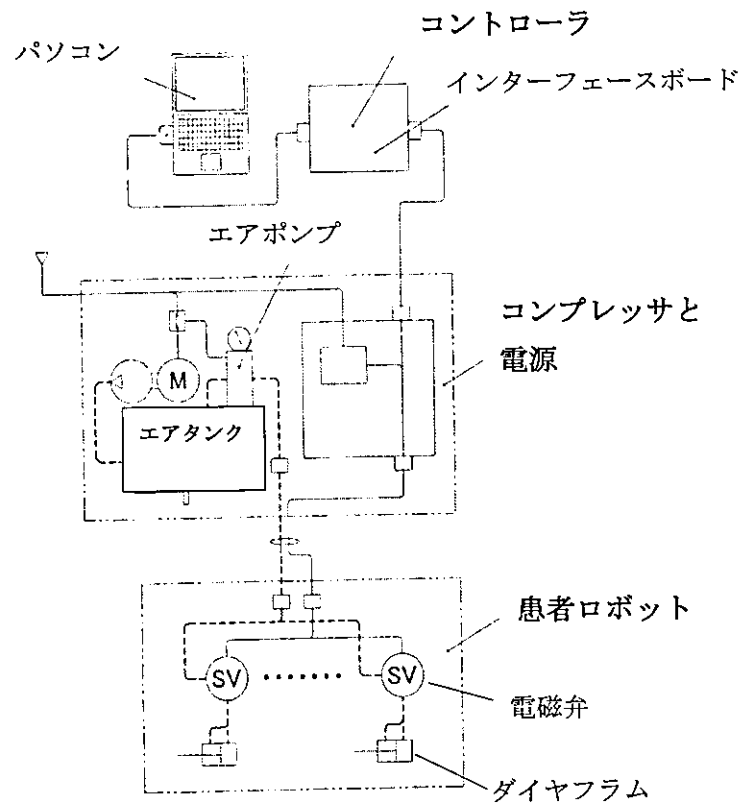 コントローラ
パソコン
インターフェースボード
エアポンプ
コンプレッサと
電源
M
エアタンク
患者ロボット
SV
SV
電磁弁
ダイヤフラム